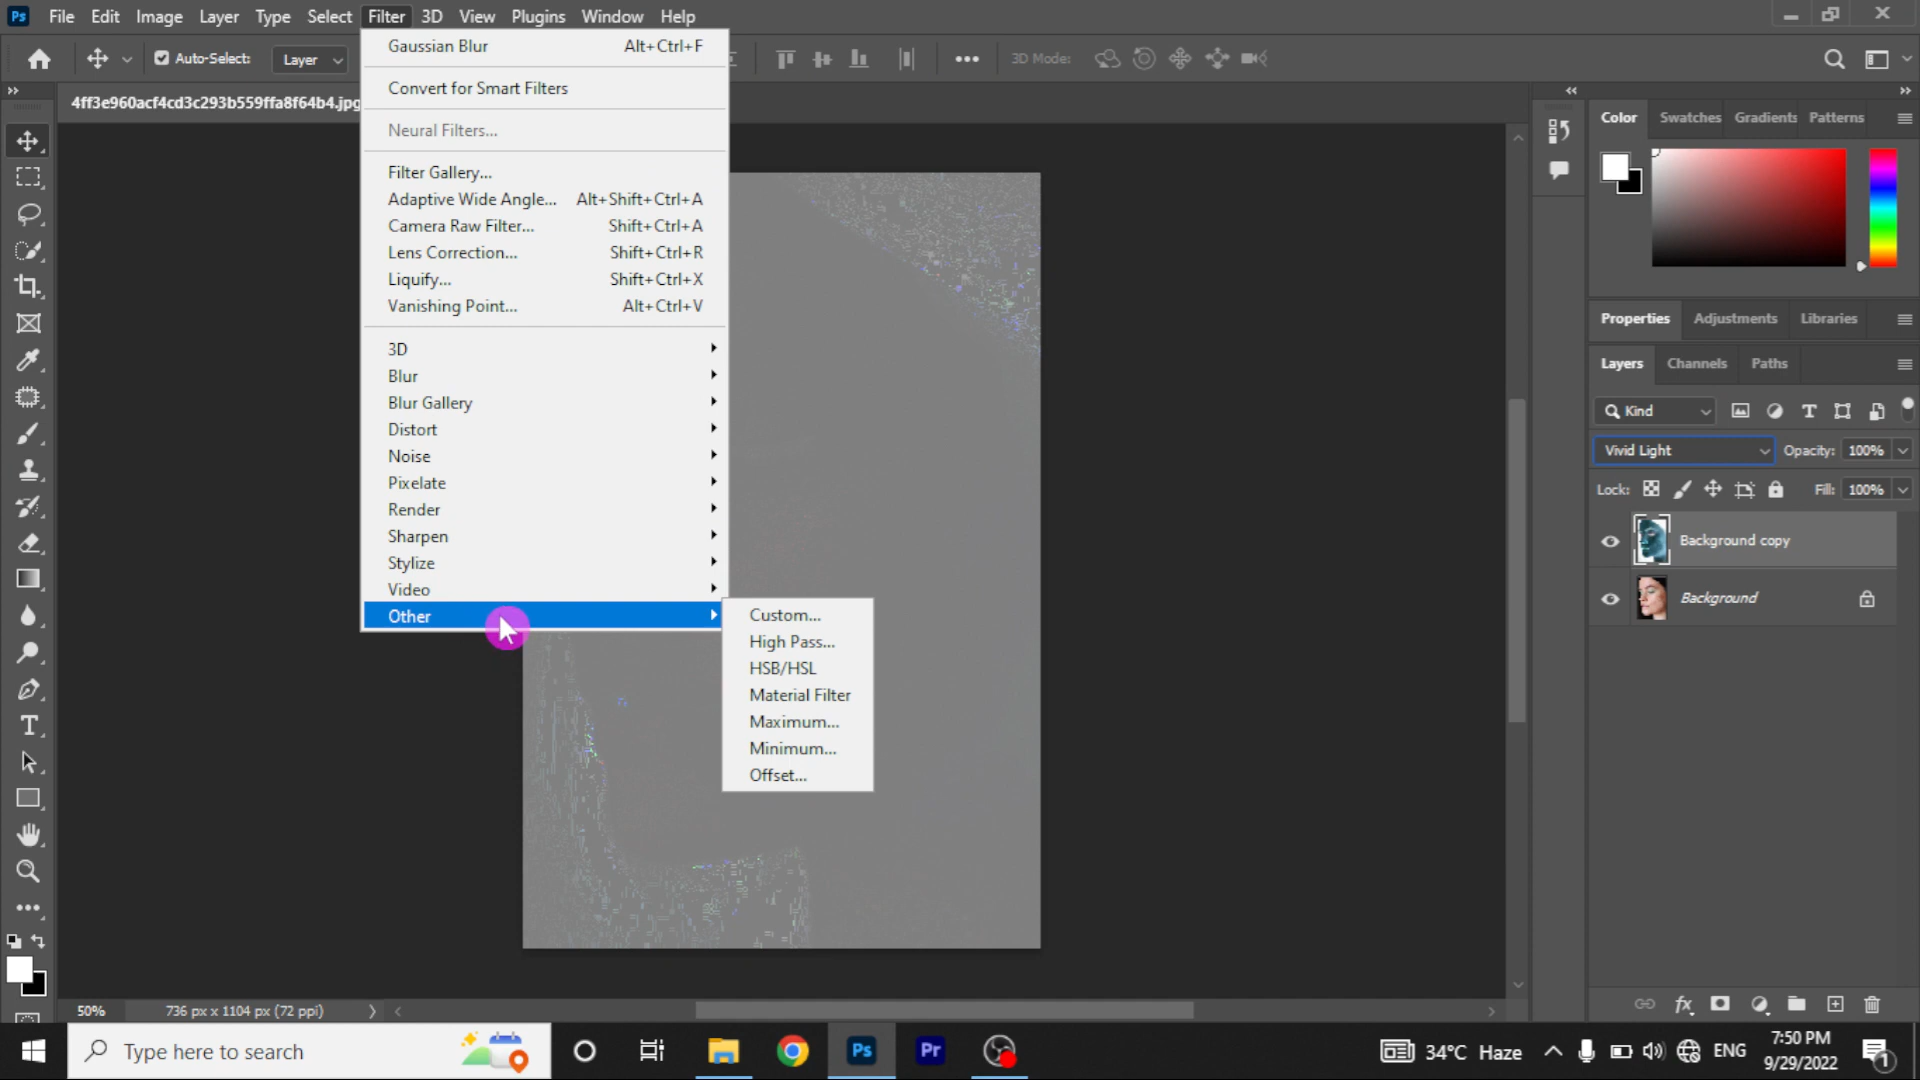 Ps File Edit Image Layer Type Select Filter 3D View Plugins Window Help
Auto-Select: Layer
3D Mode:
4ff3e960acf4cd3c293b559ffa8f64b4.jpg
Gaussian Blur Alt+Ctrl+F
Convert for Smart Filters
Neural Filters...
Filter Gallery...
Adaptive Wide Angle... Alt+Shift+Ctrl+A
Camera Raw Filter... Shift+Ctrl+A
Lens Correction... Shift+Ctrl+R
Liquify... Shift+Ctrl+X
Vanishing Point... Alt+Ctrl+V
3D
Blur
Blur Gallery
Distort
Noise
Pixelate
Render
Sharpen
Stylize
Video
Other
Custom...
High Pass...
HSB/HSL
Material Filter
Maximum...
Minimum...
Offset...
Color Swatches Gradients Patterns
Properties Adjustments Libraries
Layers Channels Paths
Kind
Vivid Light Opacity: 100%
Lock: Fill: 100%
Background copy
Background
50% 736 px x 1104 px (72 ppi)
Type here to search
Ps Pr
34°C Haze ENG
7:50 PM
9/29/2022
1